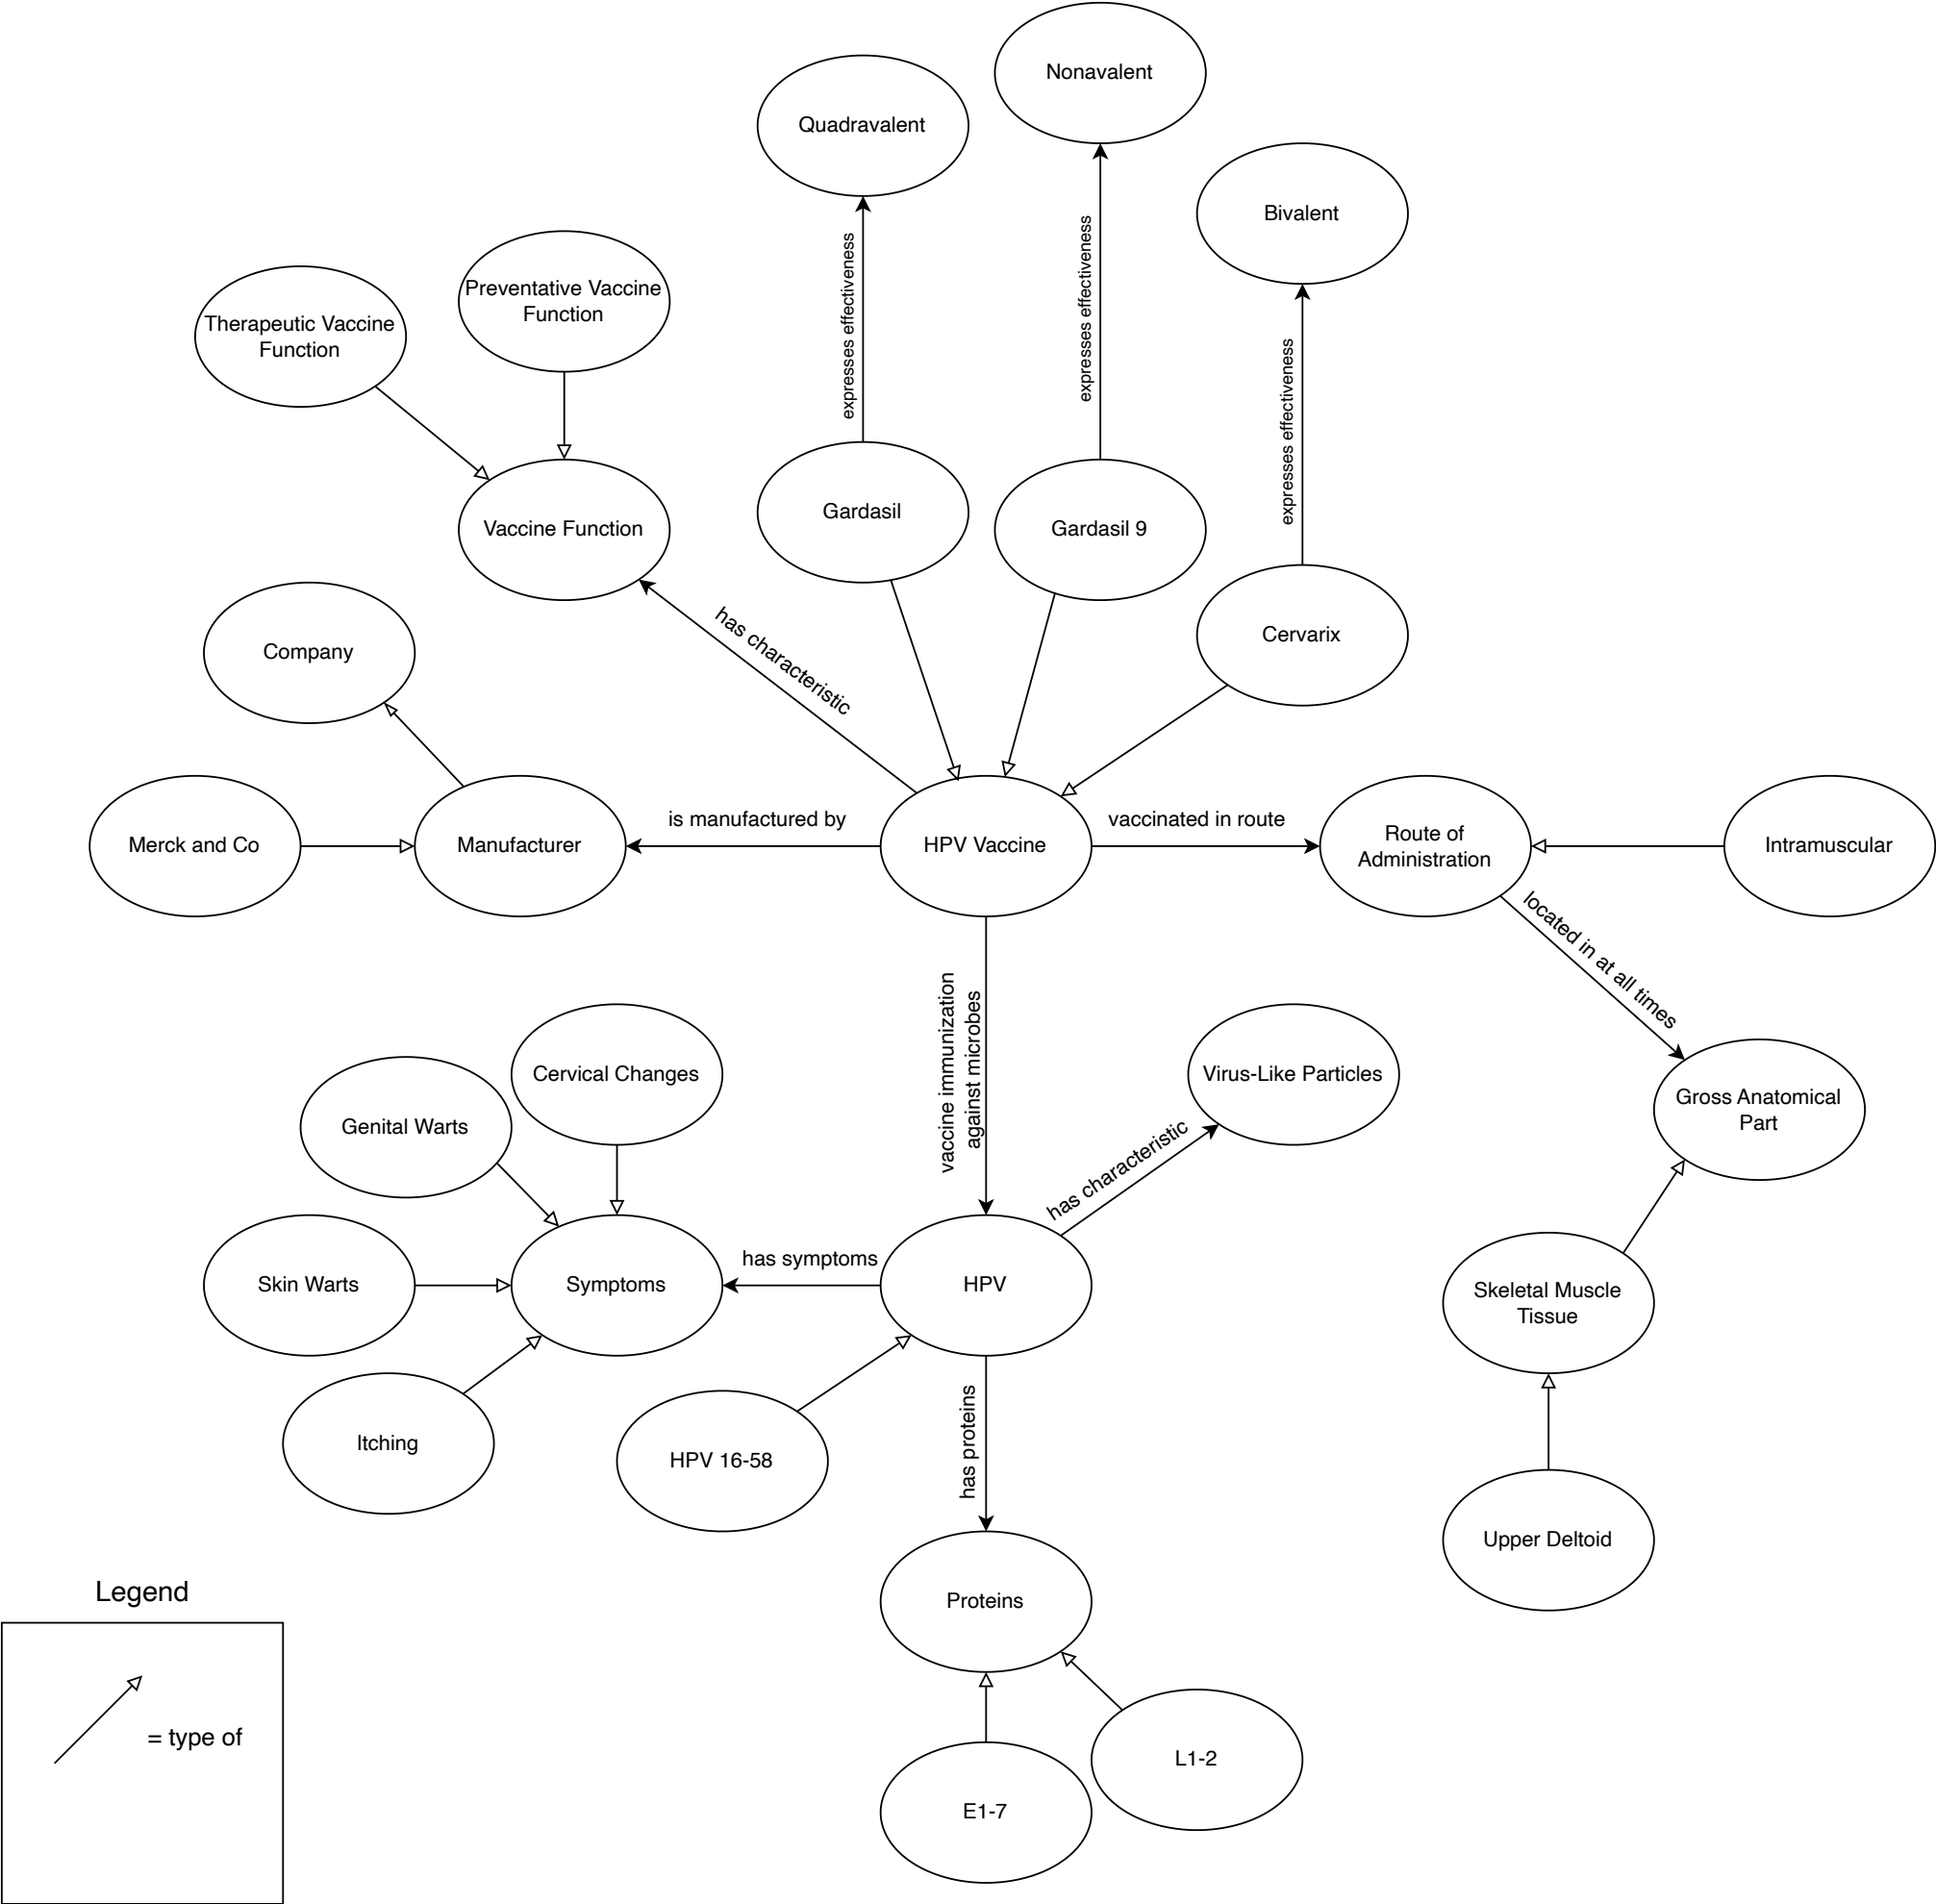 Nonavalent
Quadravalent
Bivalent
expresses effectiveness
expresses effectiveness
expresses effectiveness
Preventative Vaccine
Function
Therapeutic Vaccine
Function
Vaccine Function
Gardasil
Gardasil 9
Cervarix
has characteristic
Company
Merck and Co
Manufacturer
is manufactured by
HPV Vaccine
vaccinated in route
Route of
Administration
Intramuscular
located in at all times
vaccine immunization
against microbes
Cervical Changes
Virus-Like Particles
Gross Anatomical
Part
Genital Warts
has characteristic
Skin Warts
Symptoms
has symptoms
HPV
Skeletal Muscle
Tissue
Itching
HPV 16-58
has proteins
Upper Deltoid
Proteins
Legend
= type of
L1-2
E1-7